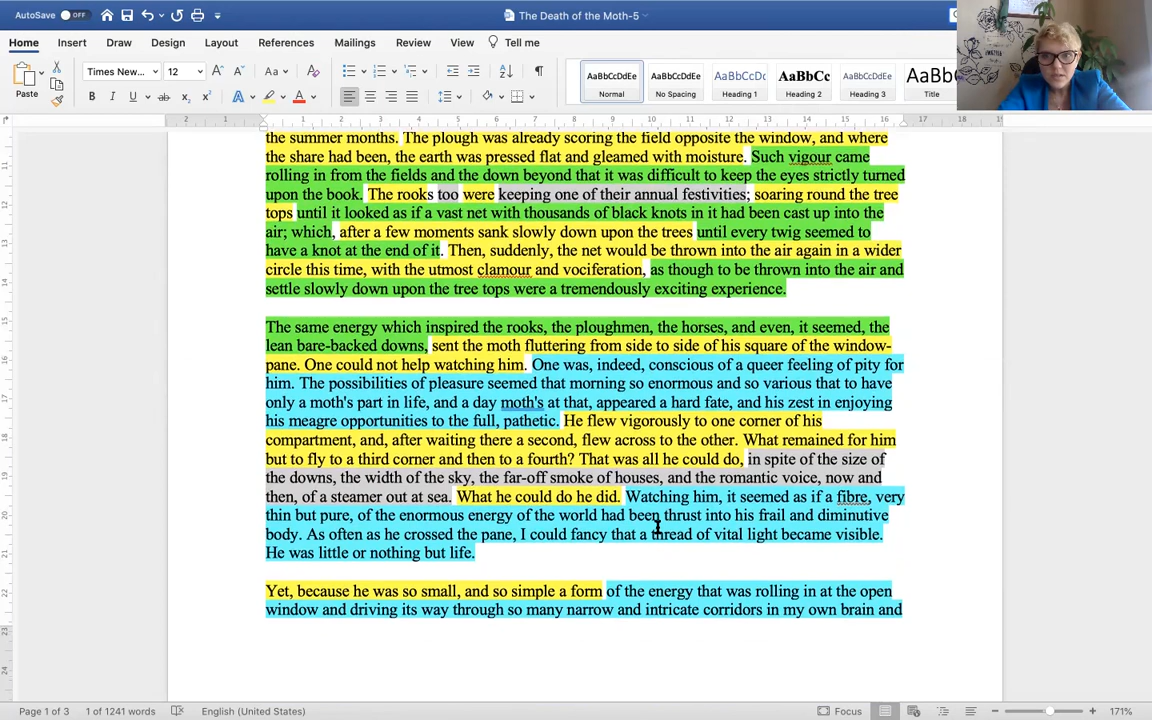 AutoSave OFF The Death of the Moth-5
Home Insert Draw Design Layout References Mailings Review View Tell me
Paste Times New... 12 A^ Aa
B I U ab X₂ X² A A
AaBbCcDdEe AaBbCcDdEe AaBbCcDc AaBbCc AaBbCcDdEe AaBb(
Normal No Spacing Heading 1 Heading 2 Heading 3 Title
2 1 1 2 3 4 5 6 7 8 9 10 11 12 13 14 15 16 17 18
the summer months. The plough was already scoring the field opposite the window, and where
the share had been, the earth was pressed flat and gleamed with moisture. Such vigour came
rolling in from the fields and the down beyond that it was difficult to keep the eyes strictly turned
upon the book. The rooks too were keeping one of their annual festivities; soaring round the tree
tops until it looked as if a vast net with thousands of black knots in it had been cast up into the
air; which, after a few moments sank slowly down upon the trees until every twig seemed to
have a knot at the end of it. Then, suddenly, the net would be thrown into the air again in a wider
circle this time, with the utmost clamour and vociferation, as though to be thrown into the air and
settle slowly down upon the tree tops were a tremendously exciting experience.
The same energy which inspired the rooks, the ploughmen, the horses, and even, it seemed, the
lean bare-backed downs, sent the moth fluttering from side to side of his square of the window-
pane. One could not help watching him. One was, indeed, conscious of a queer feeling of pity for
him. The possibilities of pleasure seemed that morning so enormous and so various that to have
only a moth's part in life, and a day moth's at that, appeared a hard fate, and his zest in enjoying
his meagre opportunities to the full, pathetic. He flew vigorously to one corner of his
compartment, and, after waiting there a second, flew across to the other. What remained for him
but to fly to a third corner and then to a fourth? That was all he could do, in spite of the size of
the downs, the width of the sky, the far-off smoke of houses, and the romantic voice, now and
then, of a steamer out at sea. What he could do he did. Watching him, it seemed as if a fibre, very
thin but pure, of the enormous energy of the world had been thrust into his frail and diminutive
body. As often as he crossed the pane, I could fancy that a thread of vital light became visible.
He was little or nothing but life.
Yet, because he was so small, and so simple a form of the energy that was rolling in at the open
window and driving its way through so many narrow and intricate corridors in my own brain and
Page 1 of 3 1 of 1241 words English (United States) Focus 171%